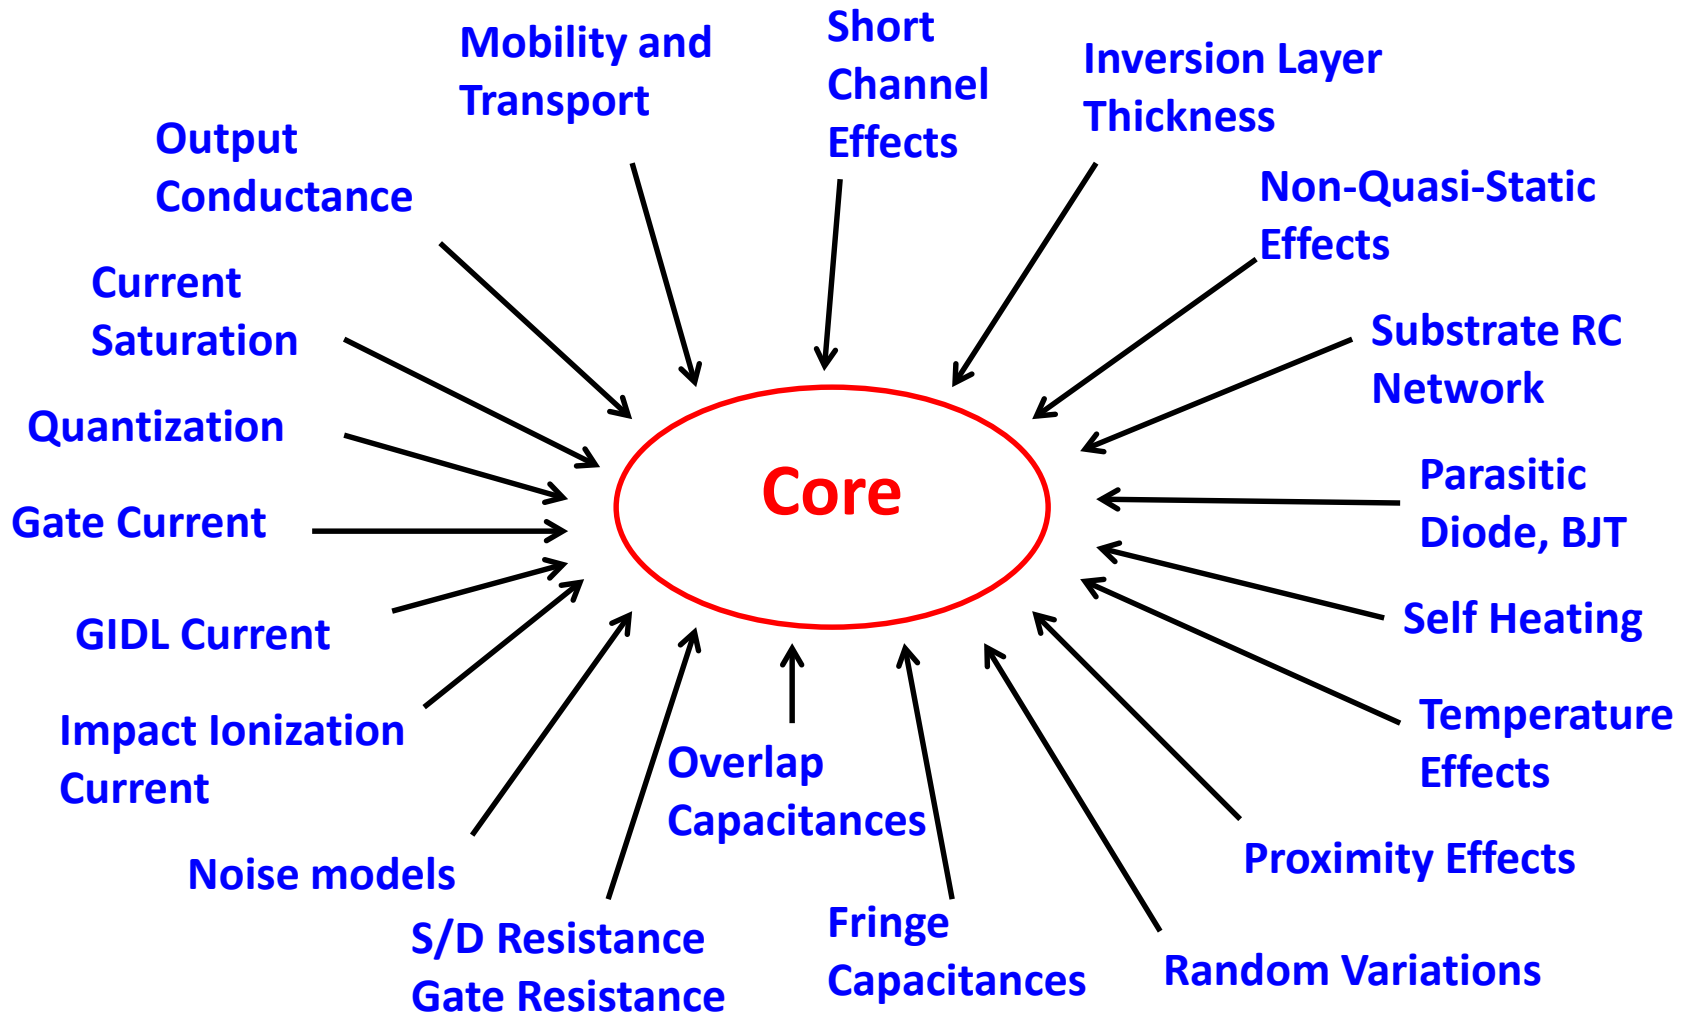 Mobility and
Transport
Short
Channel
Effects
Inversion Layer
Thickness
Output
Conductance
Non-Quasi-Static
Effects
Current
Saturation
Substrate RC
Network
Quantization
Core
Parasitic
Diode, BJT
Gate Current
GIDL Current
Self Heating
Impact Ionization
Current
Overlap
Capacitances
Temperature
Effects
Noise models
Proximity Effects
S/D Resistance
Gate Resistance
Fringe
Capacitances
Random Variations